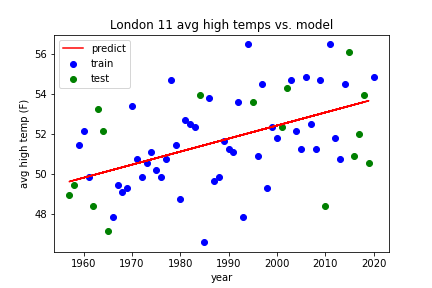 London 11 avg high temps vs. model
predict
train
test
avg high temp (F)
56
54
52
50
48
1960 1970 1980 1990 2000 2010 2020
year